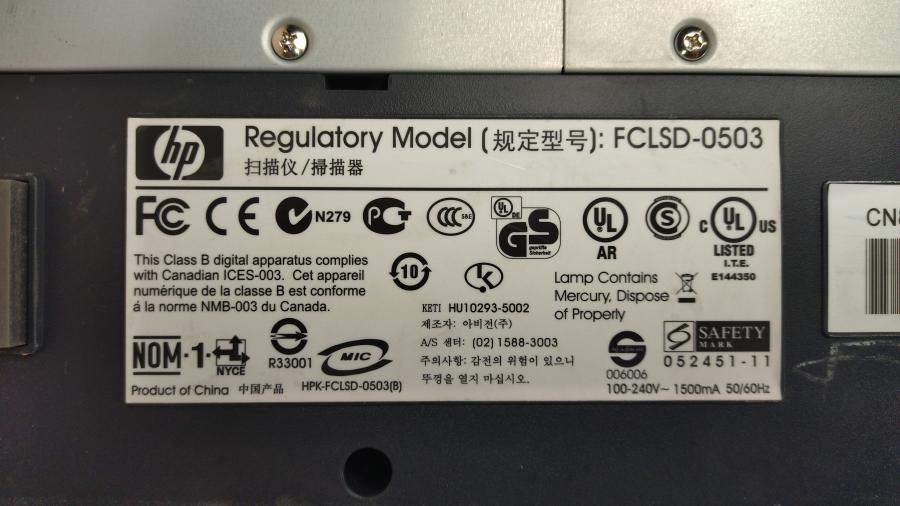 hp Regulatory Model (规定型号): FCLSD-0503
扫描仪/掃描器
FC CE N279 PCT CCC S&E UL DE GS geprüfte Sicherheit UL AR S c UL US
LISTED
I.T.E.
E144350
This Class B digital apparatus complies
with Canadian ICES-003. Cet appareil
numérique de la classe B est conforme
á la norme NMB-003 du Canada.
10
Lamp Contains
Mercury, Dispose
of Properly
KETI HU10293-5002
제조자: 아비전(주)
A/S 센터: (02)1588-3003
주의사항: 감전의 위험이 있으니
뚜껑을 열지 마십시오.
NOM·1· NYCE
R33001
MIC
HPK-FCLSD-0503(B)
Product of China 中国产品
006006
S SAFETY
MARK
052451-11
100-240V~ 1500mA 50/60Hz